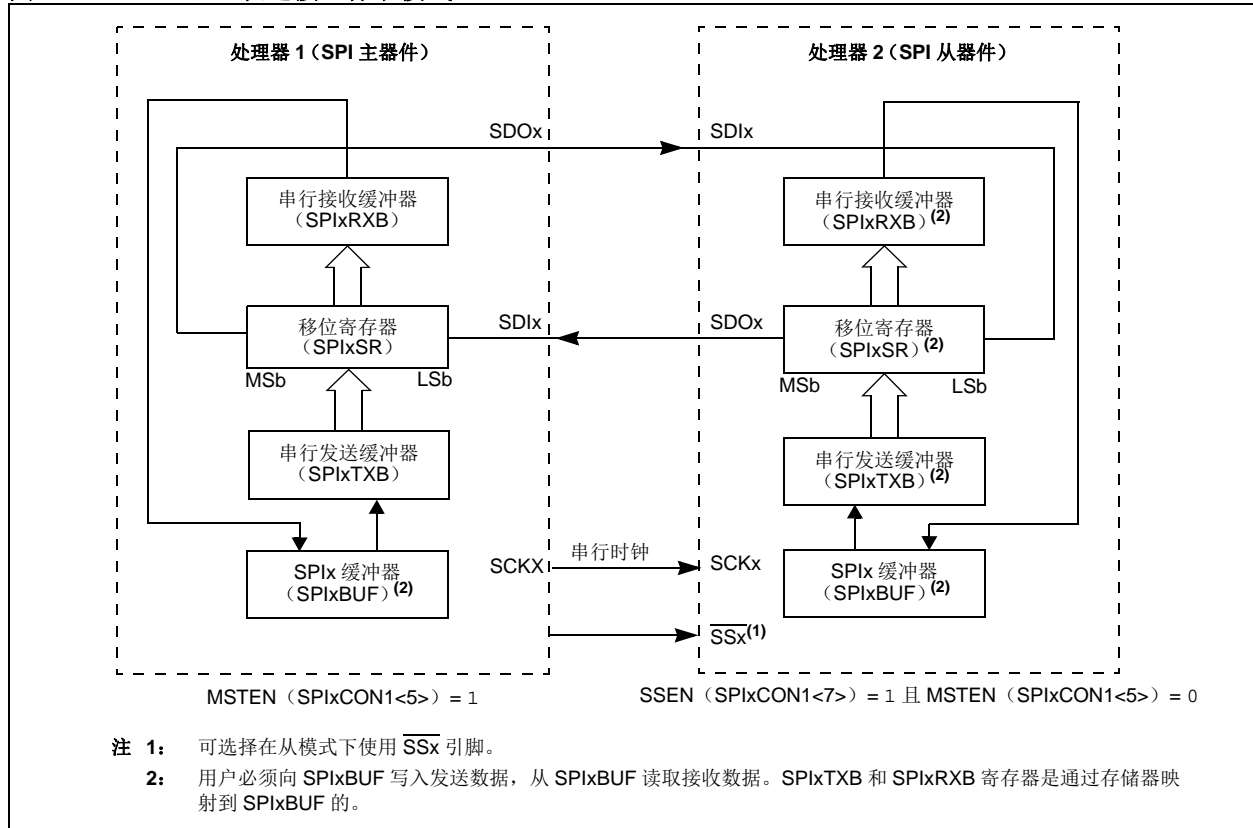 处理器 1（SPI 主器件）
处理器 2（SPI 从器件）
SDOx
SDIx
串行接收缓冲器
（SPIxRXB）
串行接收缓冲器
（SPIxRXB）(2)
移位寄存器
（SPIxSR）
SDIx
SDOx
移位寄存器
（SPIxSR）(2)
MSb
LSb
MSb
LSb
串行发送缓冲器
（SPIxTXB）
串行发送缓冲器
（SPIxTXB）(2)
SPIx 缓冲器
（SPIxBUF）(2)
SCKX
串行时钟
SCKx
SPIx 缓冲器
（SPIxBUF）(2)
SSx(1)
MSTEN（SPIxCON1<5>）= 1
SSEN（SPIxCON1<7>）= 1 且 MSTEN（SPIxCON1<5>）= 0
注 1： 可选择在从模式下使用 SSx 引脚。
2： 用户必须向 SPIxBUF 写入发送数据，从 SPIxBUF 读取接收数据。SPIxTXB 和 SPIxRXB 寄存器是通过存储器映
射到 SPIxBUF 的。